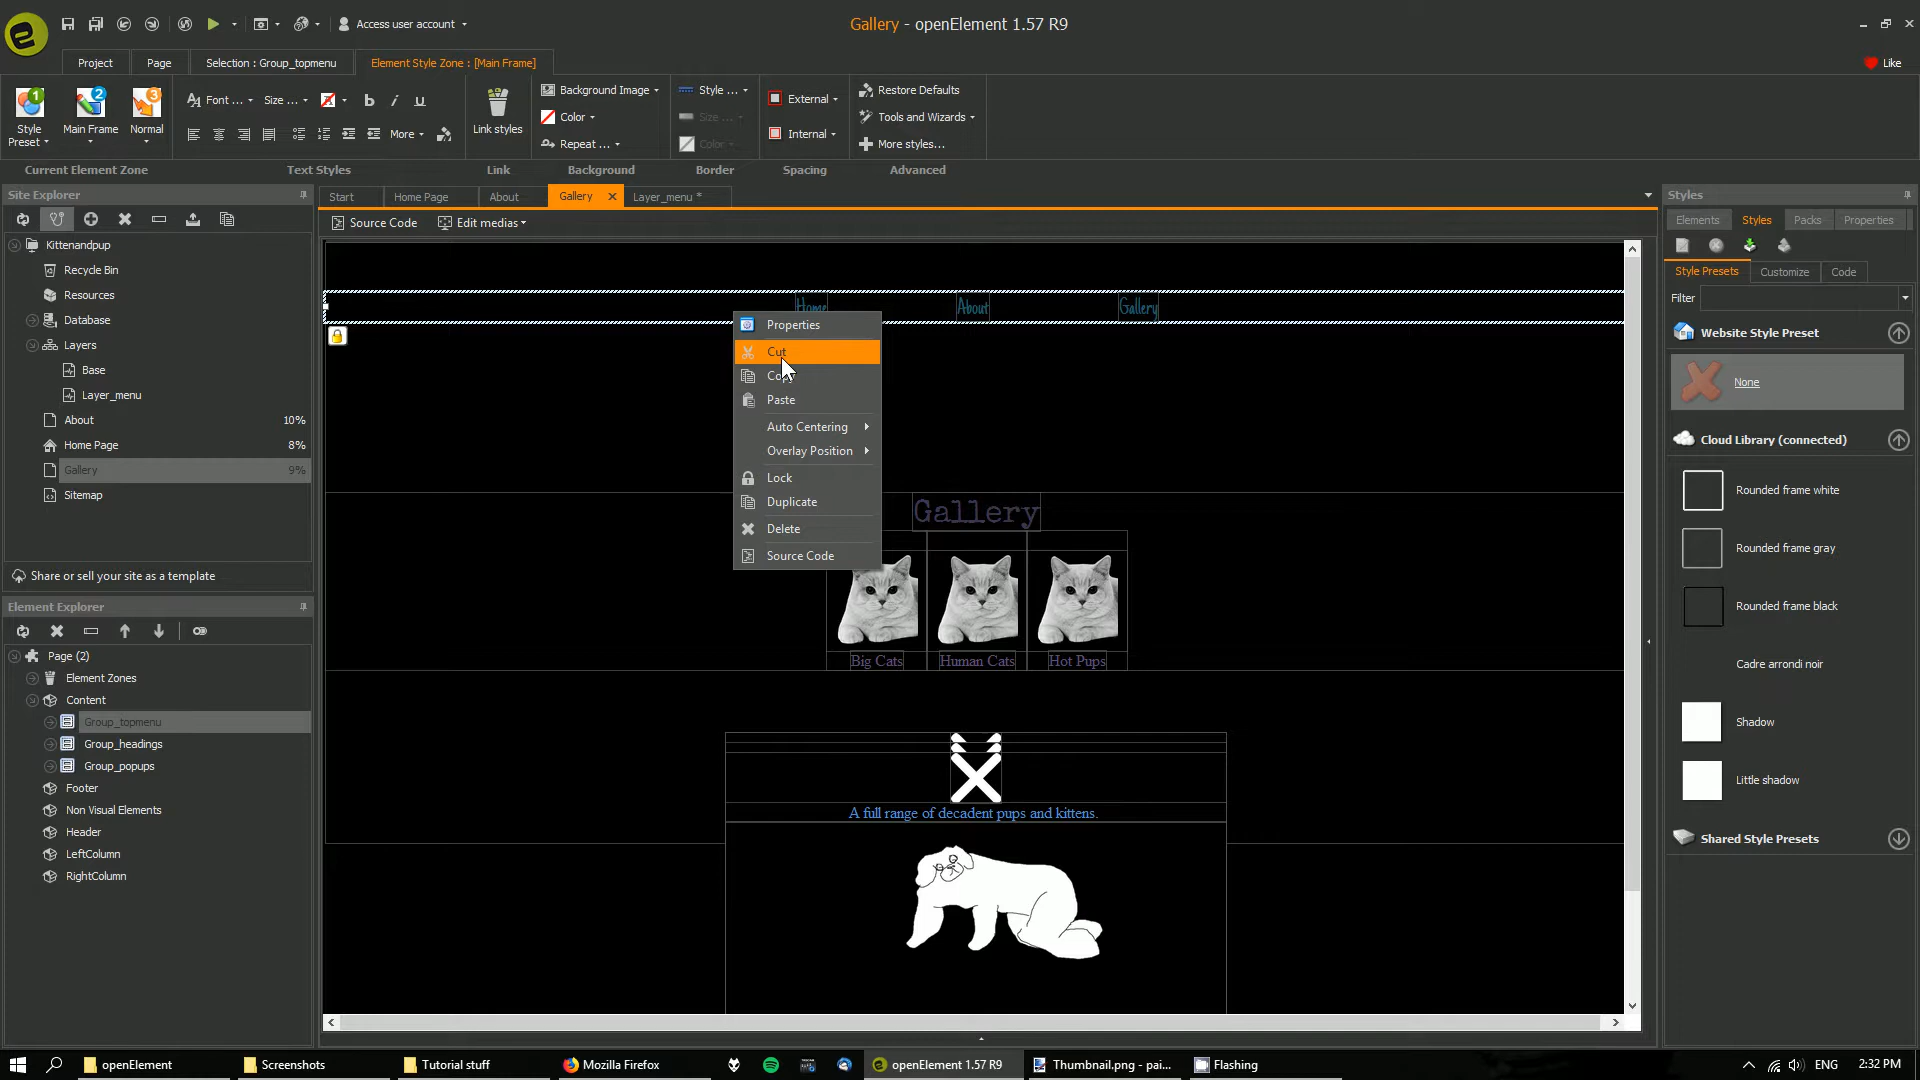 Access user account
Gallery - openElement 1.57 R9
Project
Page
Selection : Group_topmenu
Element Style Zone : [Main Frame]
Like
Style Preset
Main Frame
Normal
Font ...
Size ...
b
i
u
More
Link styles
Background Image
Color
Repeat ...
Style ...
Size ...
Color
External
Internal
Restore Defaults
Tools and Wizards
More styles...
Current Element Zone
Text Styles
Link
Background
Border
Spacing
Advanced
Site Explorer
Kittenandpup
Recycle Bin
Resources
Database
Layers
Base
Layer_menu
About 10%
Home Page 8%
Gallery 9%
Sitemap
Share or sell your site as a template
Element Explorer
Page (2)
Element Zones
Content
Group_topmenu
Group_headings
Group_popups
Footer
Non Visual Elements
Header
LeftColumn
RightColumn
Start
Home Page
About
Gallery
Layer_menu *
Source Code
Edit medias
Home
About
Gallery
Properties
Cut
Copy
Paste
Auto Centering
Overlay Position
Lock
Duplicate
Delete
Source Code
Gallery
Big Cats
Human Cats
Hot Pups
A full range of decadent pups and kittens.
Styles
Elements
Styles
Packs
Properties
Style Presets
Customize
Code
Filter
Website Style Preset
None
Cloud Library (connected)
Rounded frame white
Rounded frame gray
Rounded frame black
Cadre arrondi noir
Shadow
Little shadow
Shared Style Presets
openElement
Screenshots
Tutorial stuff
Mozilla Firefox
openElement 1.57 R9
Thumbnail.png - pai...
Flashing
ENG
2:32 PM